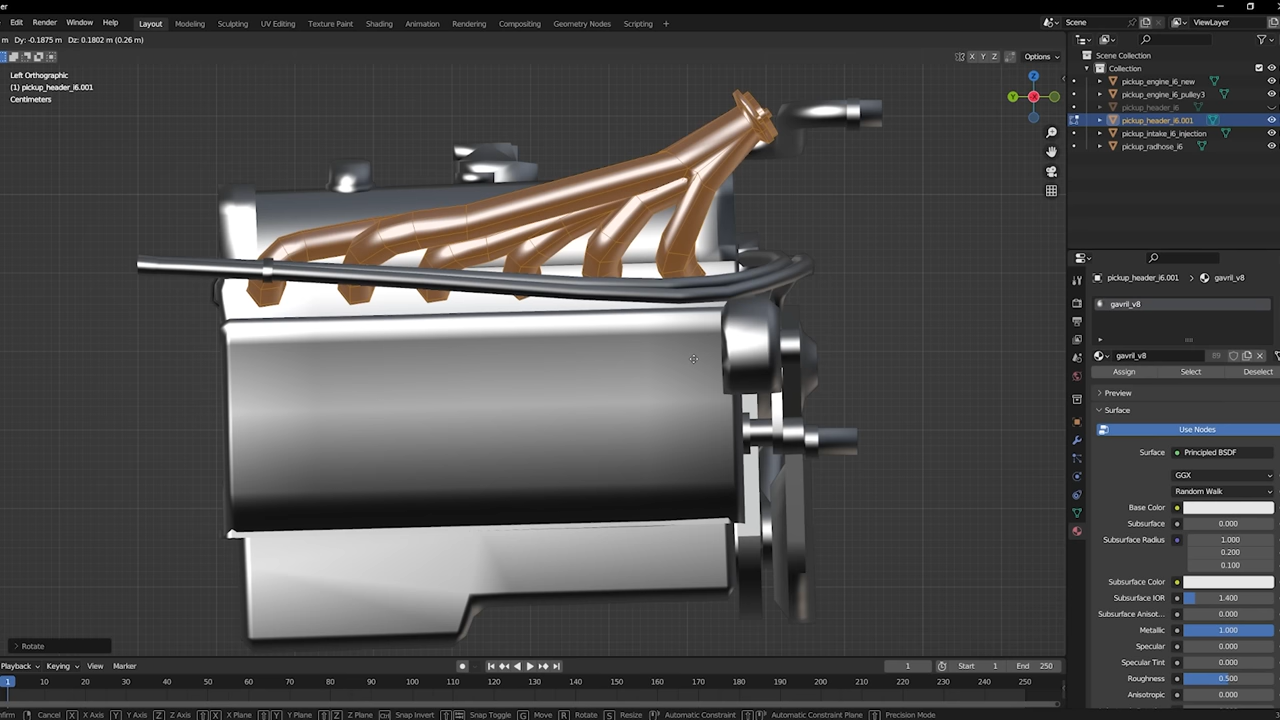 Edit Render Window Help Layout Modeling Sculpting UV Editing Texture Paint Shading Animation Rendering Compositing Geometry Nodes Scripting + Scene ViewLayer
m Dy: -0.1875 m Dz: 0.1802 m (0.26 m)
X Y Z Options
Left Orthographic
(1) pickup_header_i6.001
Centimeters
Z
Y
X
Scene Collection
Collection
pickup_engine_i6_new
pickup_engine_i6_pulley3
pickup_header_i6
pickup_header_i6.001
pickup_intake_i6_injection
pickup_radhose_i6
pickup_header_i6.001 > gavril_v8
gavril_v8
gavril_v8 89
Assign Select Deselect
Preview
Surface
Use Nodes
Surface Principled BSDF
GGX
Random Walk
Base Color
Subsurface 0.000
Subsurface Radius 1.000
0.200
0.100
Subsurface Color
Subsurface IOR 1.400
Subsurface Anisot... 0.000
Metallic 1.000
Specular 0.000
Specular Tint 0.000
Roughness 0.500
Anisotropic 0.000
Rotate
Playback Keying View Marker 1 Start 1 End 250
1 10 20 30 40 50 60 70 80 90 100 110 120 130 140 150 160 170 180 190 200 210 220 230 240 250
nfirm Cancel X X Axis Y Y Axis Z Z Axis X X Plane Y Y Plane Z Z Plane Snap Invert Snap Toggle G Move R Rotate S Resize Automatic Constraint Automatic Constraint Plane Precision Mode